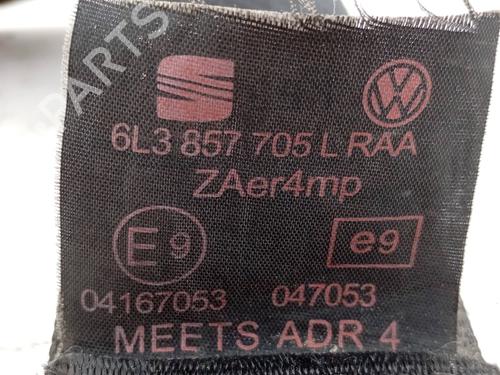 PARTS
6L3 857 705 L RAA
ZAer4mp
E9 e9
04167053 047053
MEETS ADR 4